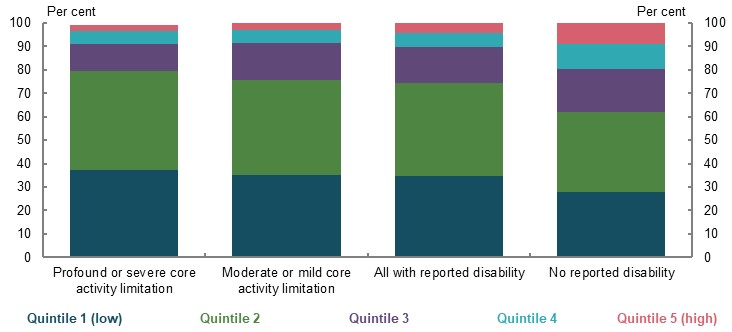 Per cent Per cent
100 100
90 90
80 80
70 70
60 60
50 50
40 40
30 30
20 20
10 10
0 0
Profound or severe core Moderate or mild core All with reported disability No reported disability
activity limitation activity limitation
Quintile 1 (low) Quintile 2 Quintile 3 Quintile 4 Quintile 5 (high)